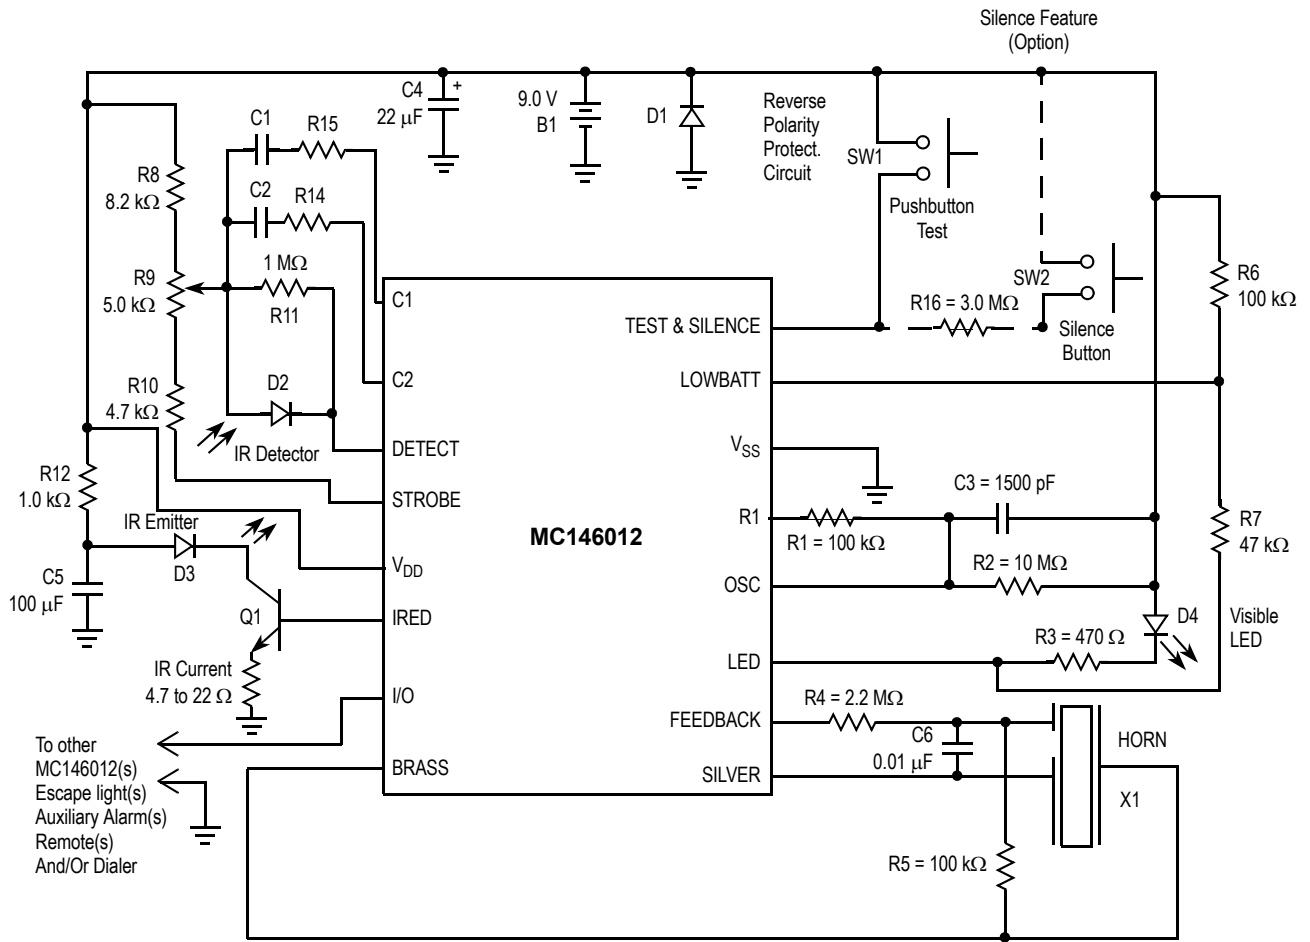 Silence Feature
(Option)
C4
+
22 μF
9.0 V
B1
D1
Reverse
Polarity
Protect.
Circuit
SW1
Pushbutton
Test
C1
R15
C2
R14
R8
8.2 kΩ
R9
5.0 kΩ
1 MΩ
R11
R10
4.7 kΩ
D2
IR Detector
R12
1.0 kΩ
IR Emitter
D3
C5
100 μF
Q1
IR Current
4.7 to 22 Ω
To other
MC146012(s)
Escape light(s)
Auxiliary Alarm(s)
Remote(s)
And/Or Dialer
C1
C2
DETECT
STROBE
VDD
IRED
I/O
BRASS
MC146012
TEST & SILENCE
LOWBATT
VSS
R1
OSC
LED
FEEDBACK
SILVER
SW2
R16 = 3.0 MΩ
Silence
Button
R6
100 kΩ
C3 = 1500 pF
R1 = 100 kΩ
R2 = 10 MΩ
R7
47 kΩ
D4
Visible
LED
R3 = 470 Ω
R4 = 2.2 MΩ
C6
0.01 μF
HORN
X1
R5 = 100 kΩ